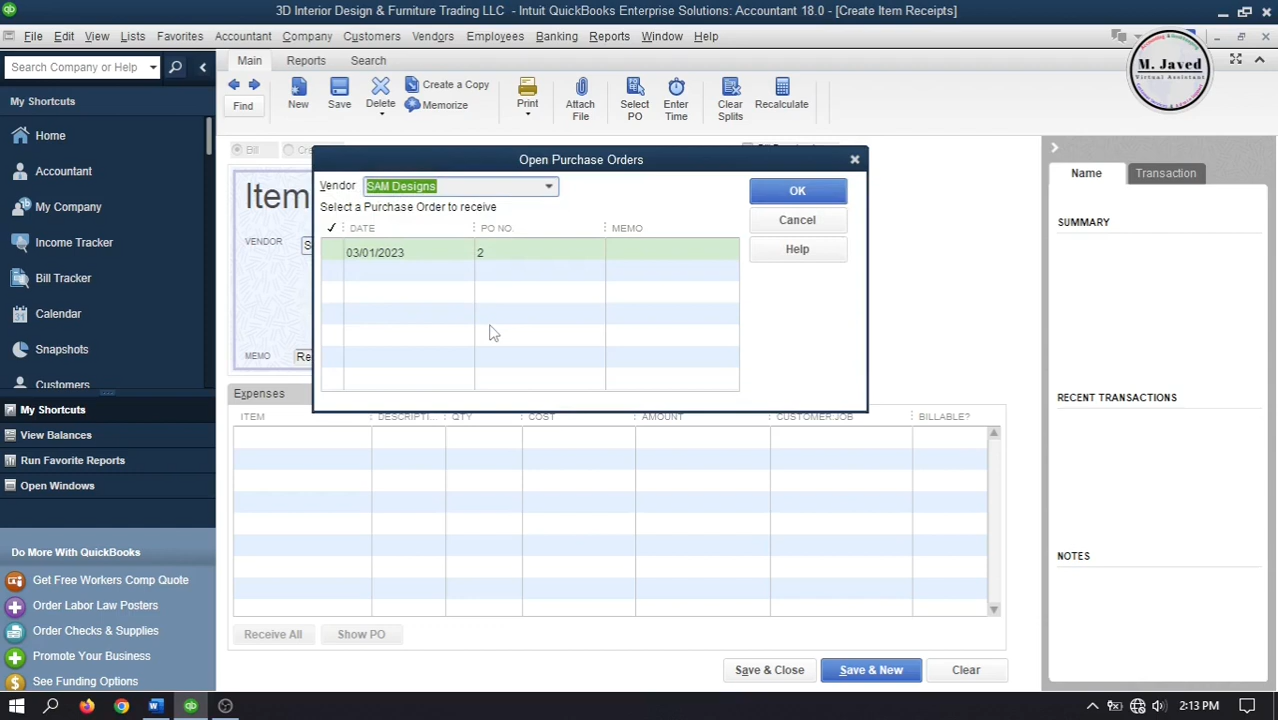 3D Interior Design & Furniture Trading LLC - Intuit QuickBooks Enterprise Solutions: Accountant 18.0 - [Create Item Receipts]
File Edit View Lists Favorites Accountant Company Customers Vendors Employees Banking Reports Window Help
Search Company or Help
My Shortcuts
Home
Accountant
My Company
Income Tracker
Bill Tracker
Calendar
Snapshots
Customers
My Shortcuts
View Balances
Run Favorite Reports
Open Windows
Do More With QuickBooks
Get Free Workers Comp Quote
Order Labor Law Posters
Order Checks & Supplies
Promote Your Business
See Funding Options
Main Reports Search
Find
New
Save
Delete
Create a Copy
Memorize
Print
Attach File
Select PO
Enter Time
Clear Splits
Recalculate
M. Javed
Virtual Assistant
Bill
Item
VENDOR
MEMO Re
Open Purchase Orders
Vendor SAM Designs
Select a Purchase Order to receive
DATE PO NO. MEMO
03/01/2023 2
OK
Cancel
Help
Expenses
ITEM DESCRIPTI... QTY COST AMOUNT CUSTOMER:JOB BILLABLE?
Receive All Show PO
Save & Close Save & New Clear
Name Transaction
SUMMARY
RECENT TRANSACTIONS
NOTES
2:13 PM